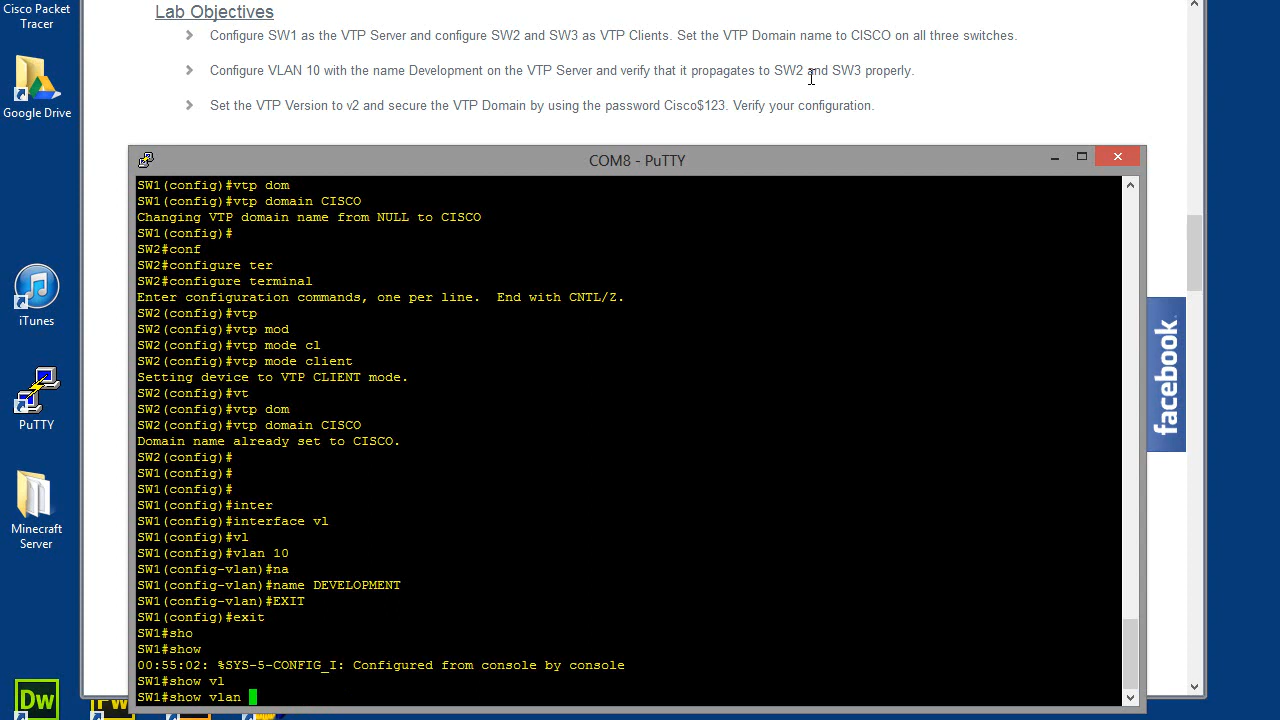 Cisco Packet
Tracer
Google Drive
iTunes
PuTTY
Minecraft
Server
Dw
Lab Objectives
Configure SW1 as the VTP Server and configure SW2 and SW3 as VTP Clients. Set the VTP Domain name to CISCO on all three switches.
Configure VLAN 10 with the name Development on the VTP Server and verify that it propagates to SW2 and SW3 properly.
Set the VTP Version to v2 and secure the VTP Domain by using the password Cisco$123. Verify your configuration.
COM8 - PuTTY
SW1(config)#vtp dom
SW1(config)#vtp domain CISCO
Changing VTP domain name from NULL to CISCO
SW1(config)#
SW2#conf
SW2#configure ter
SW2#configure terminal
Enter configuration commands, one per line.  End with CNTL/Z.
SW2(config)#vtp
SW2(config)#vtp mod
SW2(config)#vtp mode cl
SW2(config)#vtp mode client
Setting device to VTP CLIENT mode.
SW2(config)#vt
SW2(config)#vtp dom
SW2(config)#vtp domain CISCO
Domain name already set to CISCO.
SW2(config)#
SW1(config)#
SW1(config)#
SW1(config)#inter
SW1(config)#interface vl
SW1(config)#vl
SW1(config)#vlan 10
SW1(config-vlan)#na
SW1(config-vlan)#name DEVELOPMENT
SW1(config-vlan)#EXIT
SW1(config)#exit
SW1#sho
SW1#show
00:55:02: %SYS-5-CONFIG_I: Configured from console by console
SW1#show vl
SW1#show vlan
facebook